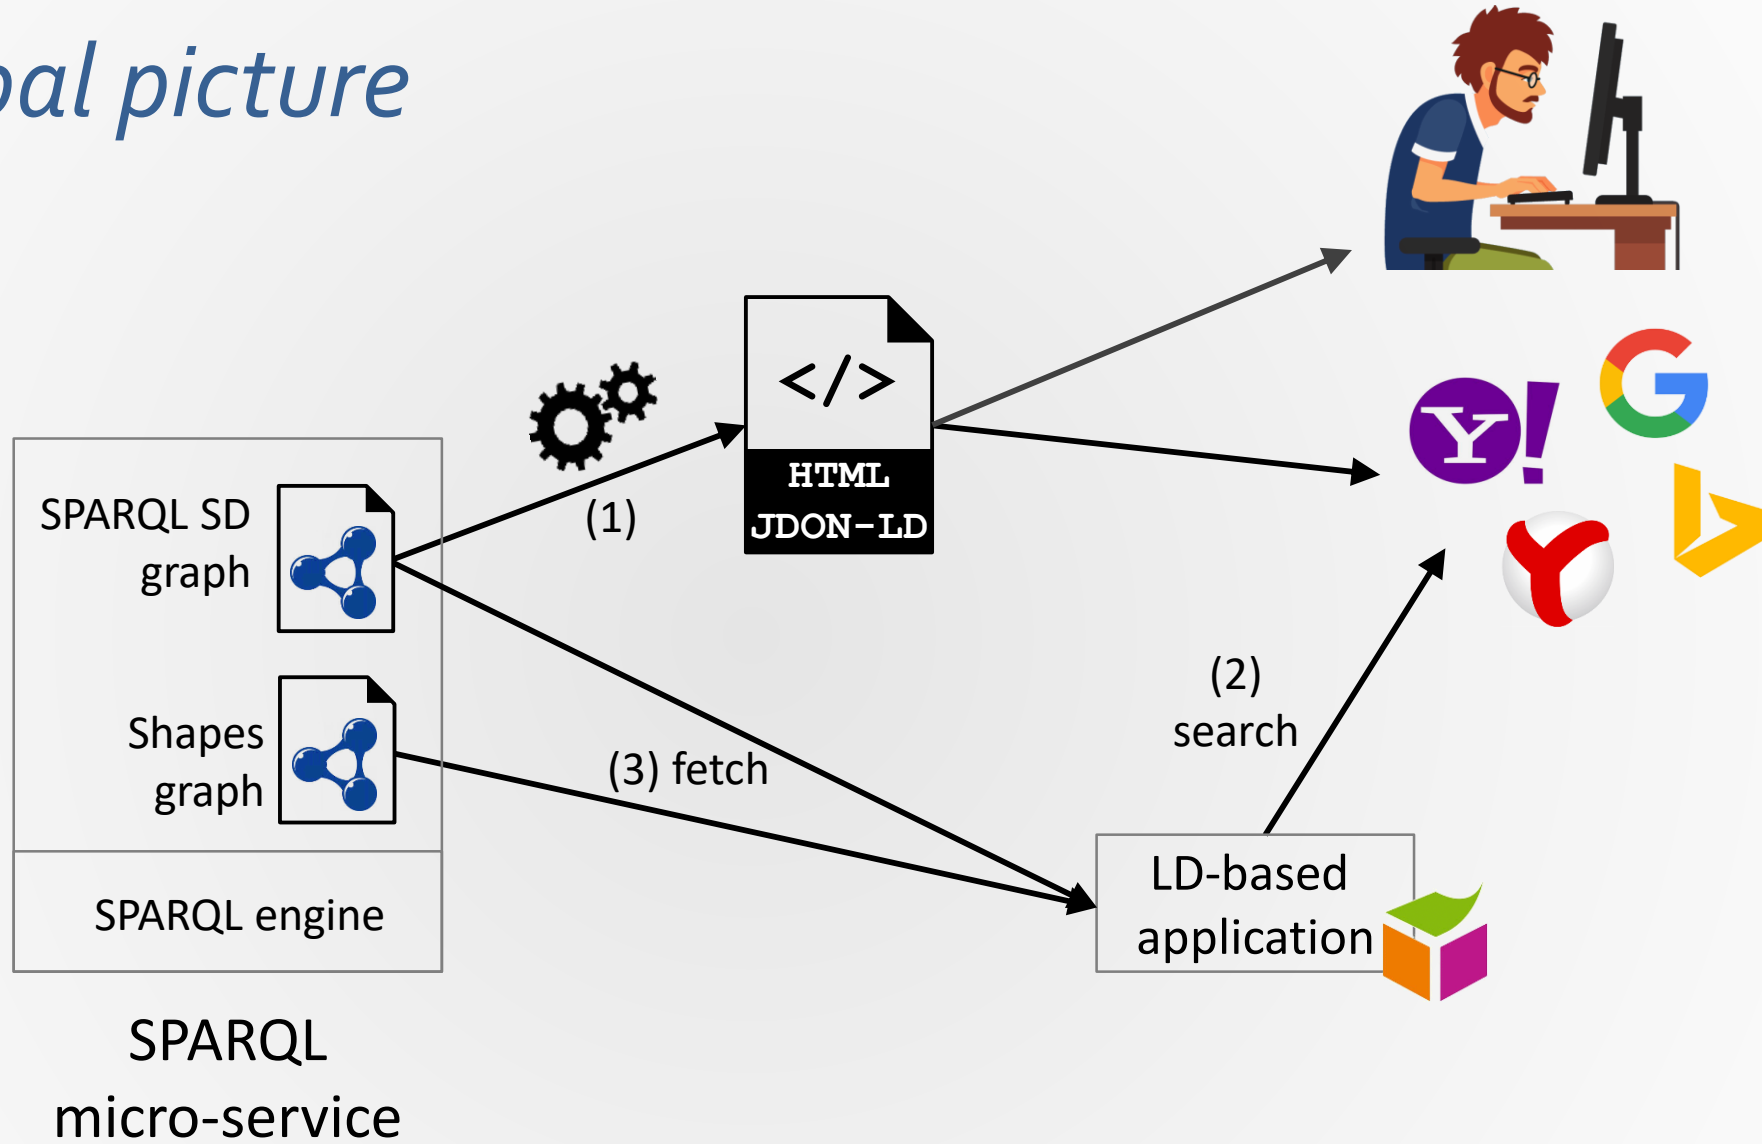 bal picture
</>
HTML
JDON-LD
(1)
SPARQL SD
graph
Shapes
graph
(3) fetch
(2)
search
Y!
LD-based
application
SPARQL engine
SPARQL
micro-service